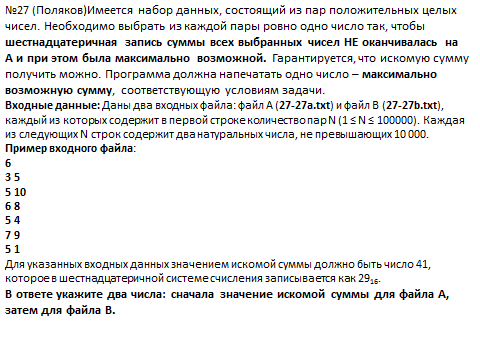 №27 (Поляков)Имеется набор данных, состоящий из пар положительных целых
чисел. Необходимо выбрать из каждой пары ровно одно число так, чтобы
шестнадцатеричная запись суммы всех выбранных чисел НЕ оканчивалась на
А и при этом была максимально возможной. Гарантируется, что искомую сумму
получить можно. Программа должна напечатать одно число – максимально
возможную сумму, соответствующую условиям задачи.
Входные данные: Даны два входных файла: файл А (27-27a.txt) и файл В (27-27b.txt),
каждый из которых содержит в первой строке количество пар N (1 ≤ N ≤ 100000). Каждая
из следующих N строк содержит два натуральных числа, не превышающих 10 000.
Пример входного файла:
6
3 5
5 10
6 8
5 4
7 9
5 1
Для указанных входных данных значением искомой суммы должно быть число 41,
которое в шестнадцатеричной системе счисления записывается как 29₁₆.
В ответе укажите два числа: сначала значение искомой суммы для файла А,
затем для файла В.